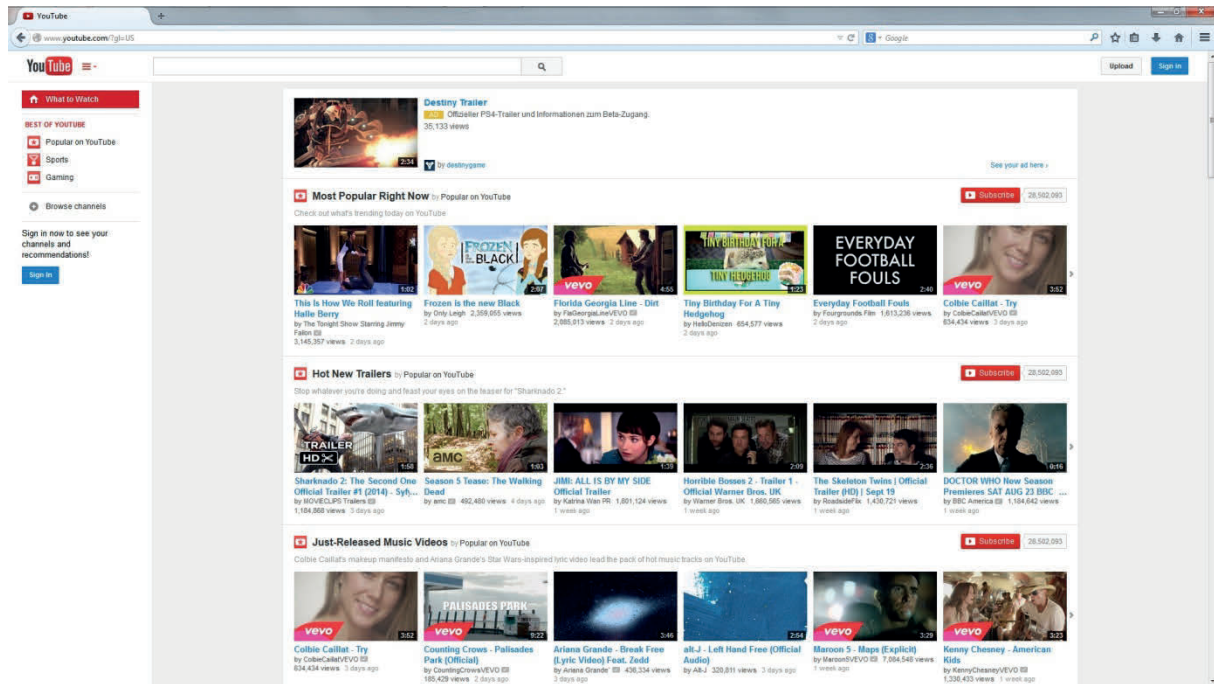 YouTube
www.youtube.com/?gl=US
Google
YouTube
Upload
Sign in
What to Watch
BEST OF YOUTUBE
Popular on YouTube
Sports
Gaming
Browse channels
Sign in now to see your
channels and
recommendations!
Sign In
Destiny Trailer
AD Offizieller PS4-Trailer und Informationen zum Beta-Zugang.
35,133 views
2:34
by destinygame
See your ad here ›
Most Popular Right Now by Popular on YouTube
Subscribe 28,502,093
Check out what's trending today on YouTube
1:02
FROZEN
IS THE NEW
BLACK
2:07
vevo
4:55
TINY BIRTHDAY FOR A
TINY HEDGEHOG
1:23
EVERYDAY
FOOTBALL
FOULS
2:40
vevo
3:52
This Is How We Roll featuring
Halle Berry
by The Tonight Show Starring Jimmy
Fallon
3,145,357 views 2 days ago
Frozen is the new Black
by Only Leigh 2,359,055 views
2 days ago
Florida Georgia Line - Dirt
by FlaGeorgiaLineVEVO
2,885,013 views 2 days ago
Tiny Birthday For A Tiny
Hedgehog
by HelloDenizen 654,577 views
2 days ago
Everyday Football Fouls
by Fourgrounds Film 1,613,236 views
2 days ago
Colbie Caillat - Try
by ColbieCaillatVEVO
834,434 views 3 days ago
Hot New Trailers by Popular on YouTube
Subscribe 28,502,093
Stop whatever you're doing and feast your eyes on the teaser for "Sharknado 2."
TRAILER
HD
1:58
amc
1:03
1:39
2:09
2:36
0:16
Sharknado 2: The Second One
Official Trailer #1 (2014) - Syfy...
by MOVIECLIPS Trailers
1,184,868 views 3 days ago
Season 5 Tease: The Walking
Dead
by amc 492,480 views 4 days ago
JIMI: ALL IS BY MY SIDE
Official Trailer
by Katrina Wan PR 1,801,124 views
1 week ago
Horrible Bosses 2 - Trailer 1 -
Official Warner Bros. UK
by Warner Bros. UK 1,660,565 views
1 week ago
The Skeleton Twins | Official
Trailer (HD) | Sept 19
by RoadsideFlix 1,430,721 views
1 week ago
DOCTOR WHO New Season
Premieres SAT AUG 23 BBC ...
by BBC America 1,184,642 views
1 week ago
Just-Released Music Videos by Popular on YouTube
Subscribe 28,502,093
Colbie Caillat's makeup manifesto and Ariana Grande's Star Wars-inspired lyric video lead the pack of hot music tracks on YouTube.
vevo
3:52
PALISADES PARK
vevo
9:22
3:46
2:54
vevo
3:29
vevo
3:23
Colbie Caillat - Try
by ColbieCaillatVEVO
834,434 views 3 days ago
Counting Crows - Palisades
Park (Official)
by CountingCrowsVEVO
185,429 views 2 days ago
Ariana Grande - Break Free
(Lyric Video) Feat. Zedd
by Ariana Grande 436,334 views
3 days ago
alt-J - Left Hand Free (Official
Audio)
by Alt-J 320,811 views 3 days ago
Maroon 5 - Maps (Explicit)
by Maroon5VEVO 7,084,548 views
1 week ago
Kenny Chesney - American
Kids
by KennyChesneyVEVO
1,330,433 views 1 week ago